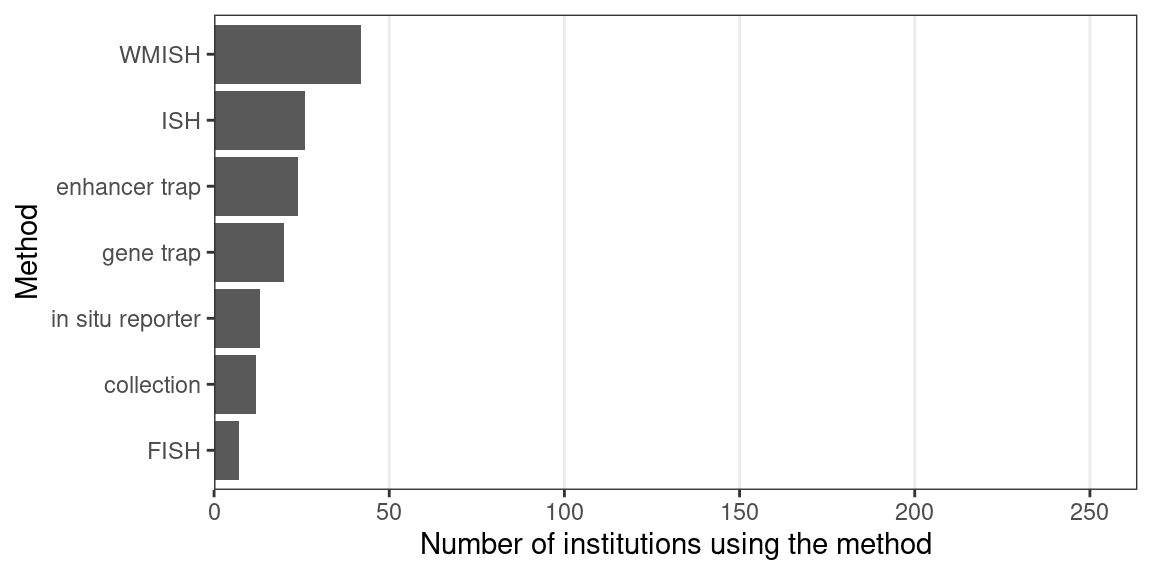 WMISH
ISH
enhancer trap
gene trap
in situ reporter
collection
FISH
Method
0 50 100 150 200 250
Number of institutions using the method